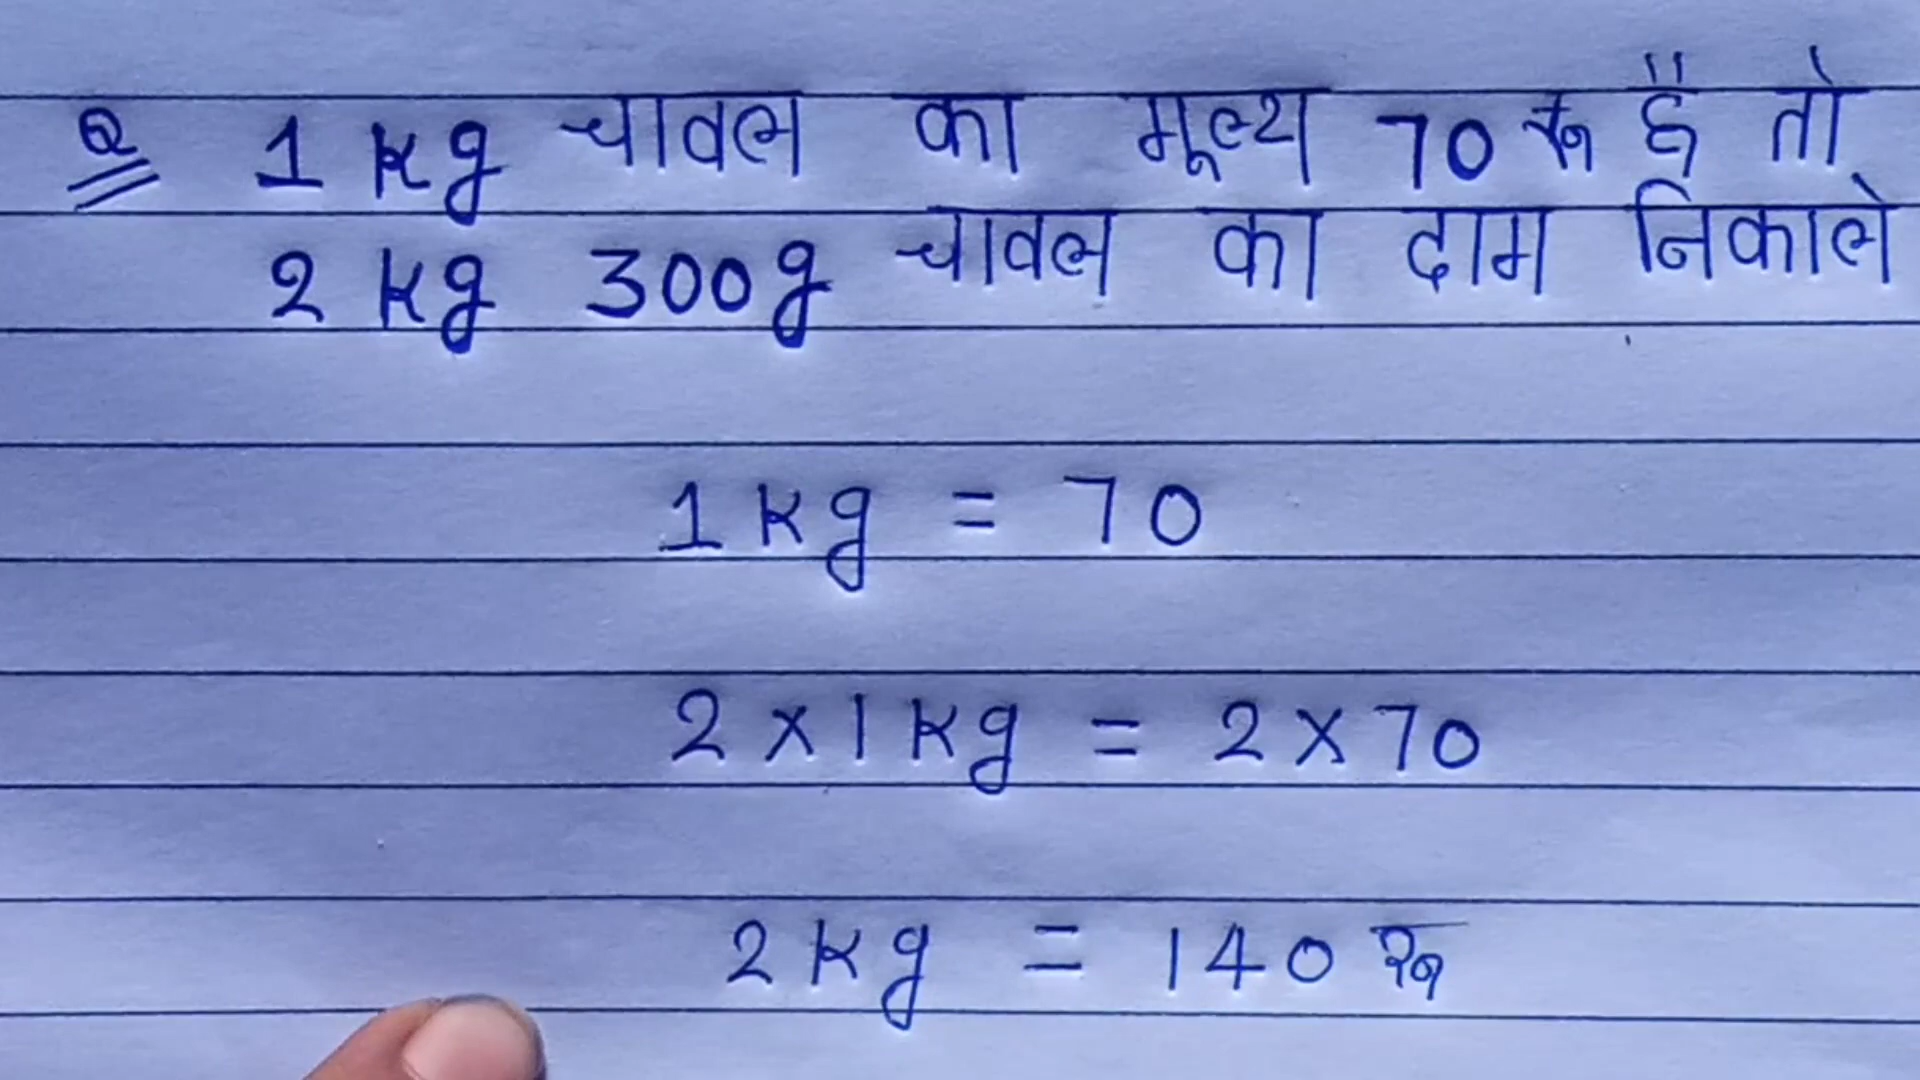 Q 1 kg चावल का मूल्य 70 रू हैं तो
2 kg 300g चावल का दाम निकाले
1 kg = 70
2 × 1 kg = 2 × 70
2 kg = 140 रू